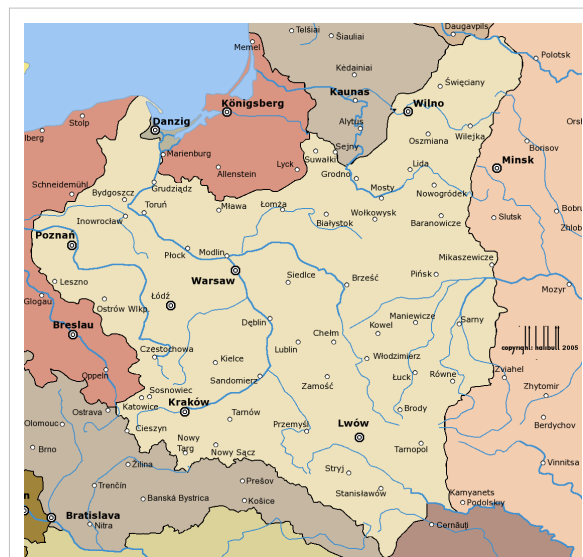 Daugavpils
Telšiai
Šiauliai
Memel
Polotsk
Kėdainiai
Święciany
Kaunas
Königsberg
Wilno
Stolp
Danzig
Alytus
Oszmiana
Wilejka
Borisov
Sejny
Marienburg
Suwałki
Minsk
Lyck
Lida
Allenstein
Grodno
Schneidemühl
Grudziądz
Mosty
Nowogródek
Bydgoszcz
Toruń
Mława
Łomża
Wołkowysk
Inowrocław
Białystok
Baranowicze
Slutsk
Poznań
Płock
Modlin
Mikaszewicze
Warsaw
Siedlce
Brześć
Pińsk
Leszno
Mozyr
Łódź
Glogau
Ostrów Wlkp.
Maniewicze
Sarny
Breslau
Dęblin
Kowel
Chełm
copyright halibutt 2005
Częstochowa
Lublin
Włodzimierz
Kielce
Zviahel
Oppeln
Sandomierz
Łuck
Równe
Zamość
Zhytomir
Sosnowiec
Kraków
Katowice
Brody
Ostrava
Tarnów
Berdychov
Olomouc
Cieszyn
Przemyśl
Lwów
Nowy
Targ
Nowy Sącz
Tarnopol
Brno
Žilina
Vinnitsa
Stryj
Trenčín
Prešov
Stanisławów
Kamyanets
Podolskiy
Banská Bystrica
Košice
Bratislava
Nitra
Cernăuți